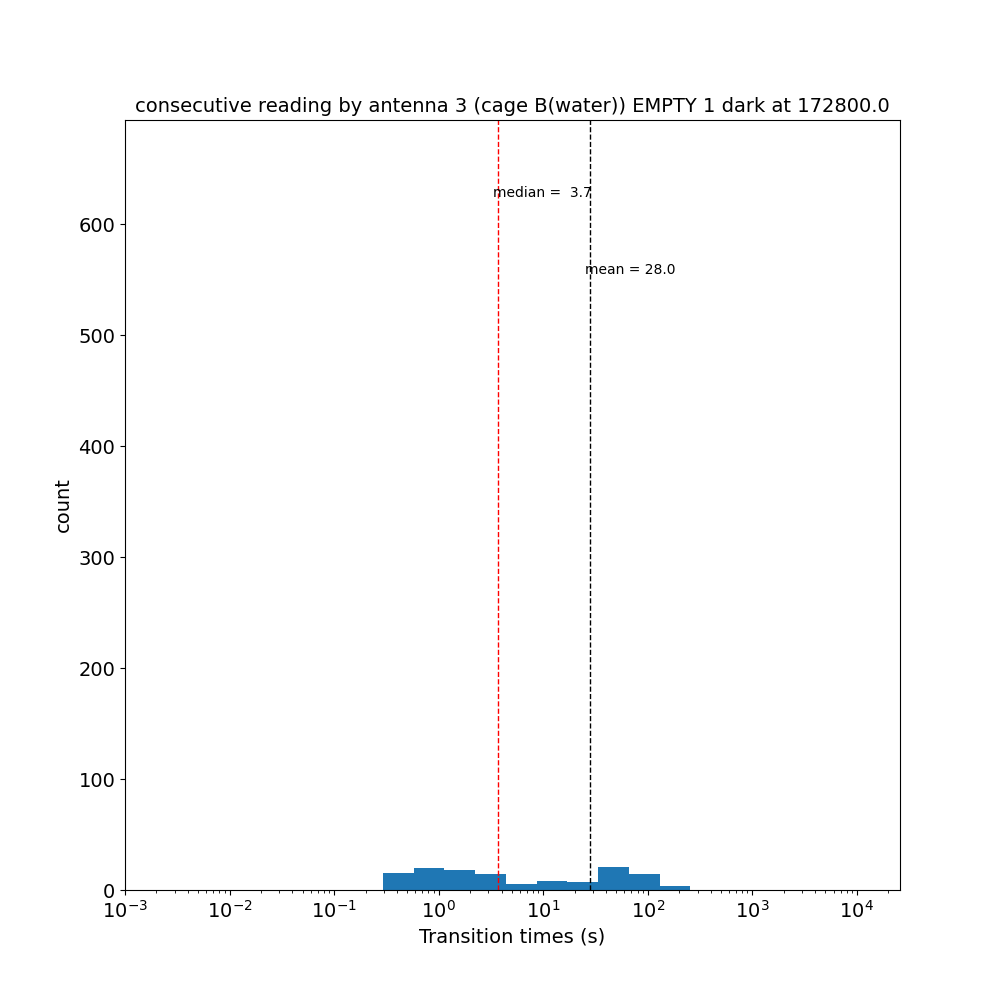 consecutive reading by antenna 3 (cage B(water)) EMPTY 1 dark at 172800.0
median =  3.7
mean = 28.0
600
500
400
300
200
100
0
count
10⁻³ 10⁻² 10⁻¹ 10⁰ 10¹ 10² 10³ 10⁴
Transition times (s)